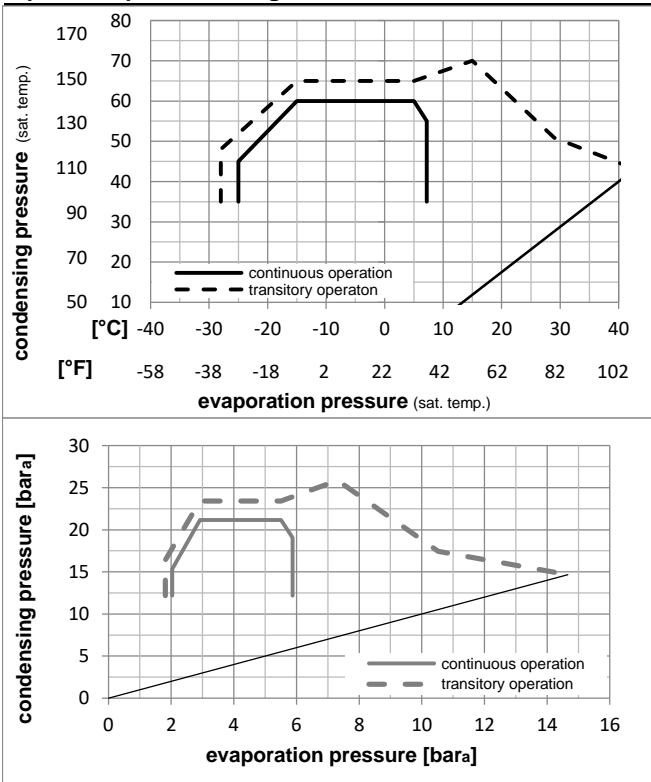 condensing pressure (sat. temp.)
170
150
130
110
90
70
50
80
70
60
50
40
30
20
10
continuous operation
transitory operaton
[°C] -40 -30 -20 -10 0 10 20 30 40
[°F] -58 -38 -18 2 22 42 62 82 102
evaporation pressure (sat. temp.)
condensing pressure [bara]
30
25
20
15
10
5
0
continuous operation
transitory operation
0 2 4 6 8 10 12 14 16
evaporation pressure [bara]